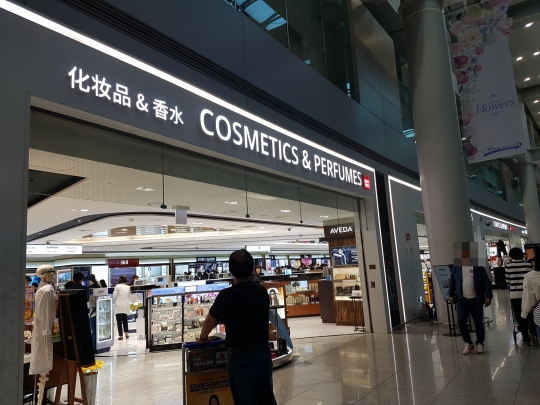 化妆品 & 香水 COSMETICS & PERFUMES
Flowers
AVEDA